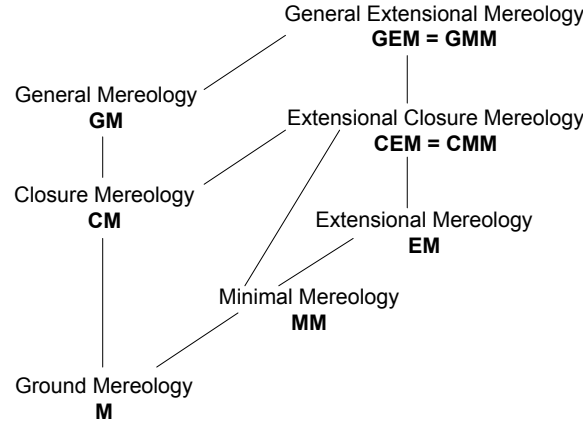 General Extensional Mereology
GEM = GMM
General Mereology
GM
Extensional Closure Mereology
CEM = CMM
Closure Mereology
CM
Extensional Mereology
EM
Minimal Mereology
MM
Ground Mereology
M